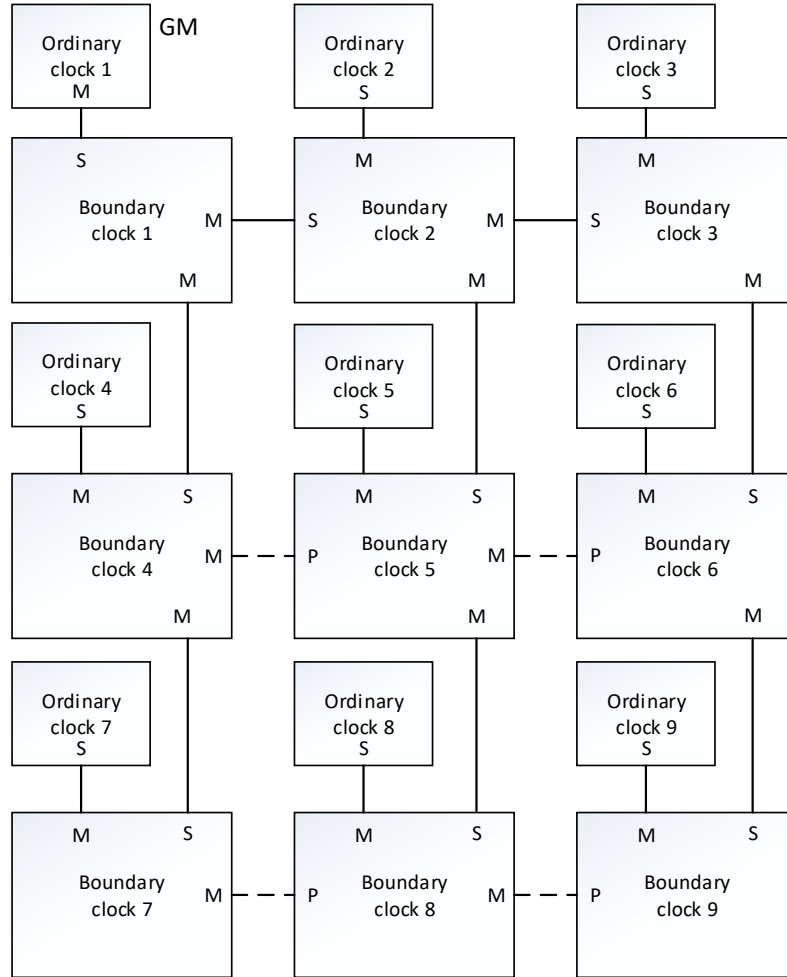 GM
Ordinary
clock 1
M
Ordinary
clock 2
S
Ordinary
clock 3
S
S
Boundary
clock 1
M
M
M
S
Boundary
clock 2
M
M
M
S
Boundary
clock 3
M
Ordinary
clock 4
S
Ordinary
clock 5
S
Ordinary
clock 6
S
M
S
Boundary
clock 4
M
M
M
S
P
Boundary
clock 5
M
M
M
S
P
Boundary
clock 6
M
Ordinary
clock 7
S
Ordinary
clock 8
S
Ordinary
clock 9
S
M
S
Boundary
clock 7
M
M
S
P
Boundary
clock 8
M
M
S
P
Boundary
clock 9